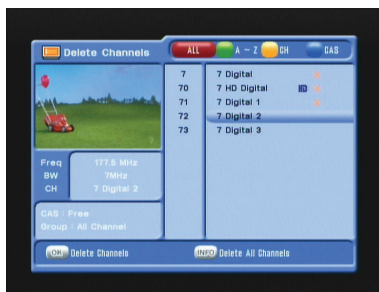 Delete Channels
ALL
A ~ Z
CH
CAS
7 7 Digital X
70 7 HD Digital HD X
71 7 Digital 1 X
72 7 Digital 2
73 7 Digital 3
Freq 177.5 MHz
BW 7MHz
CH 7 Digital 2
CAS : Free
Group : All Channel
OK Delete Channels
INFO Delete All Channels